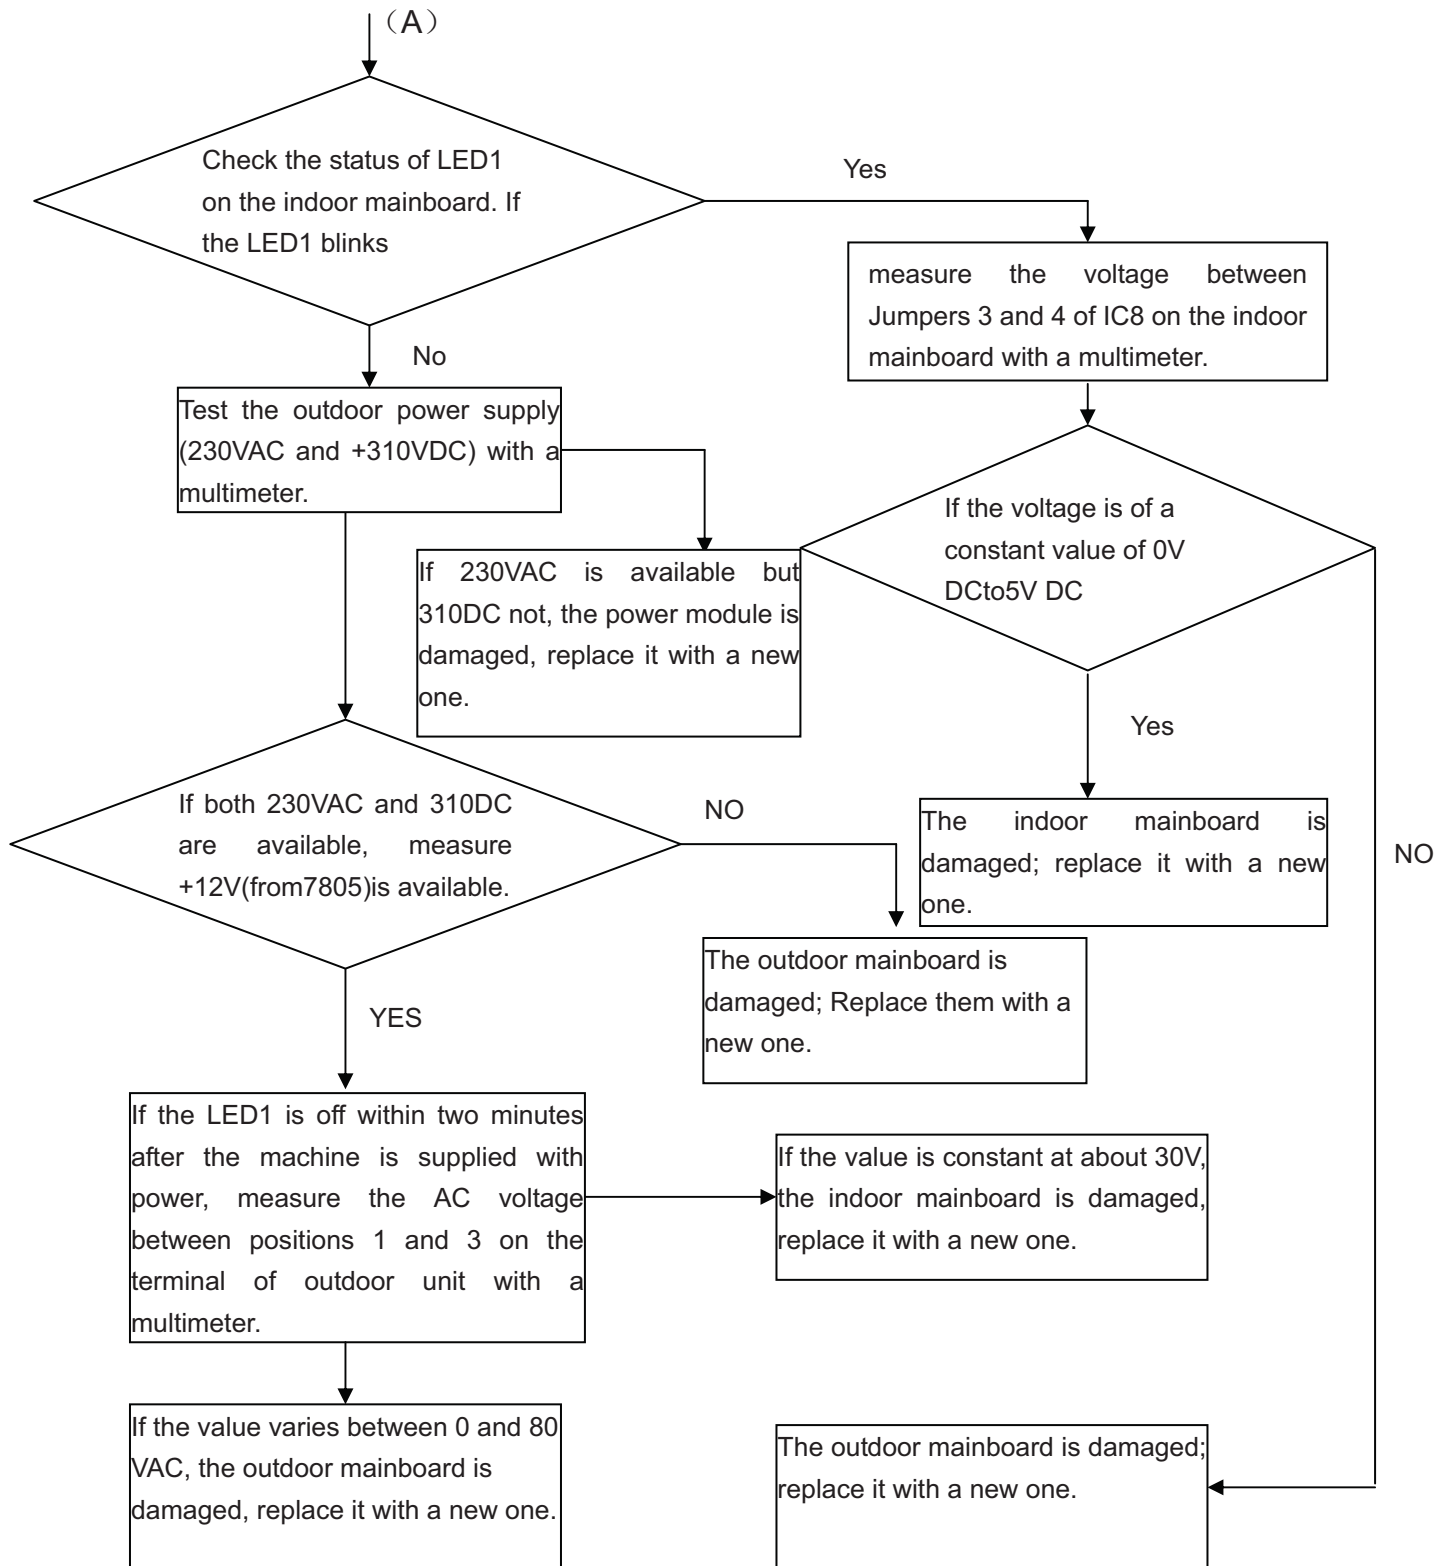 （A）
Check the status of LED1
on the indoor mainboard. If
the LED1 blinks
Yes
measure the voltage between
Jumpers 3 and 4 of IC8 on the indoor
mainboard with a multimeter.
No
Test the outdoor power supply
(230VAC and +310VDC) with a
multimeter.
If the voltage is of a
constant value of 0V
DCto5V DC
If 230VAC is available but
310DC not, the power module is
damaged, replace it with a new
one.
Yes
If both 230VAC and 310DC
are available, measure
+12V(from7805)is available.
NO
The indoor mainboard is
damaged; replace it with a new
one.
NO
The outdoor mainboard is
damaged; Replace them with a
new one.
YES
If the LED1 is off within two minutes
after the machine is supplied with
power, measure the AC voltage
between positions 1 and 3 on the
terminal of outdoor unit with a
multimeter.
If the value is constant at about 30V,
the indoor mainboard is damaged,
replace it with a new one.
If the value varies between 0 and 80
VAC, the outdoor mainboard is
damaged, replace it with a new one.
The outdoor mainboard is damaged;
replace it with a new one.